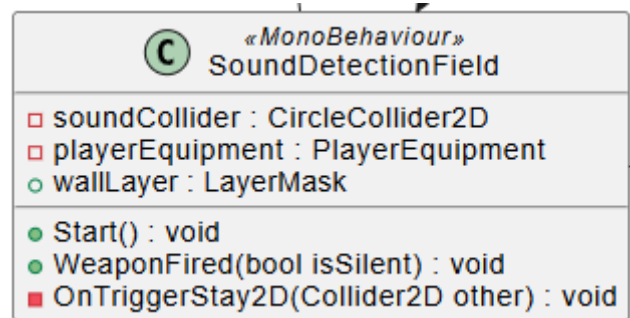 C
«MonoBehaviour»
SoundDetectionField
soundCollider : CircleCollider2D
playerEquipment : PlayerEquipment
wallLayer : LayerMask
Start() : void
WeaponFired(bool isSilent) : void
OnTriggerStay2D(Collider2D other) : void